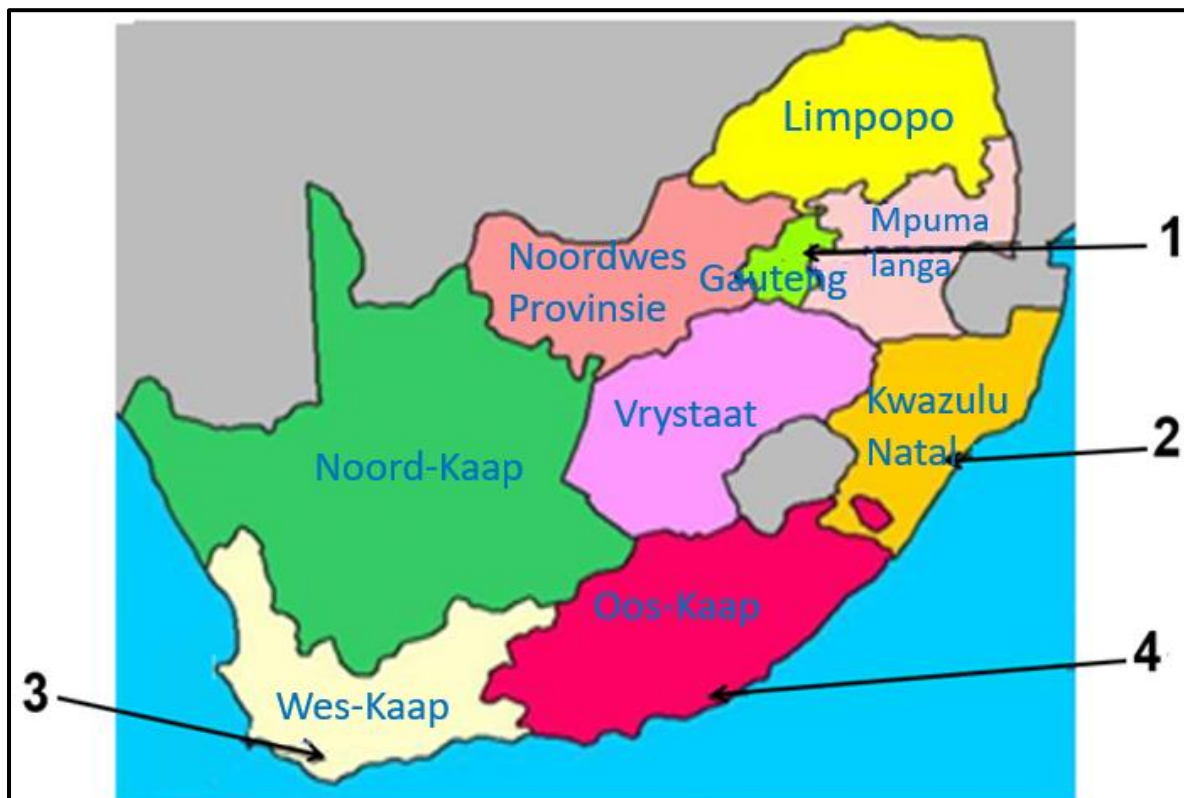 Limpopo
Mpuma
langa
1
Noordwes
Provinsie
Gauteng
Kwazulu
Natal
2
Vrystaat
Noord-Kaap
Oos-Kaap
4
3
Wes-Kaap